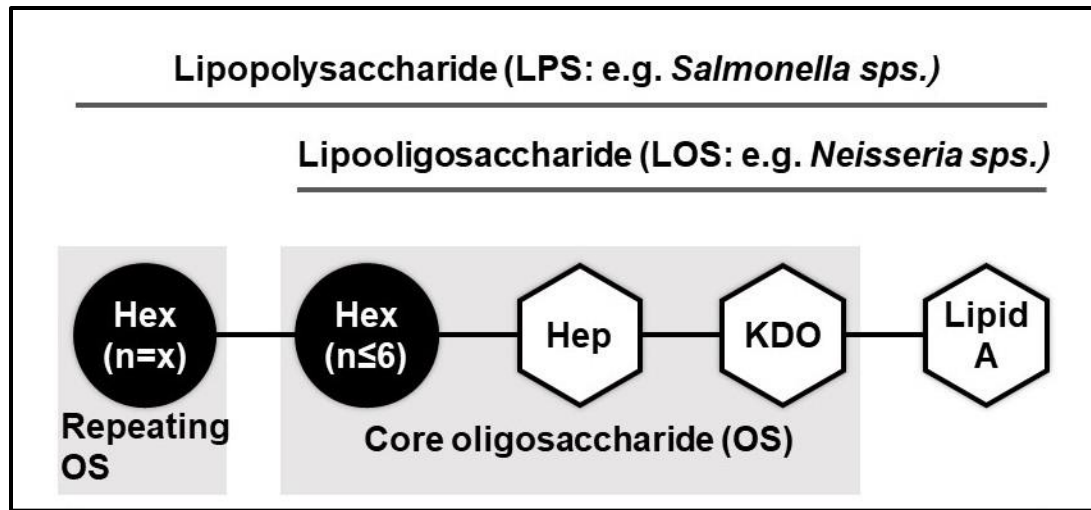 Lipopolysaccharide (LPS: e.g. Salmonella sps.)
Lipooligosaccharide (LOS: e.g. Neisseria sps.)
Hex
(n=x)
Hex
(n≤6)
Hep
KDO
Lipid
A
Repeating
OS
Core oligosaccharide (OS)